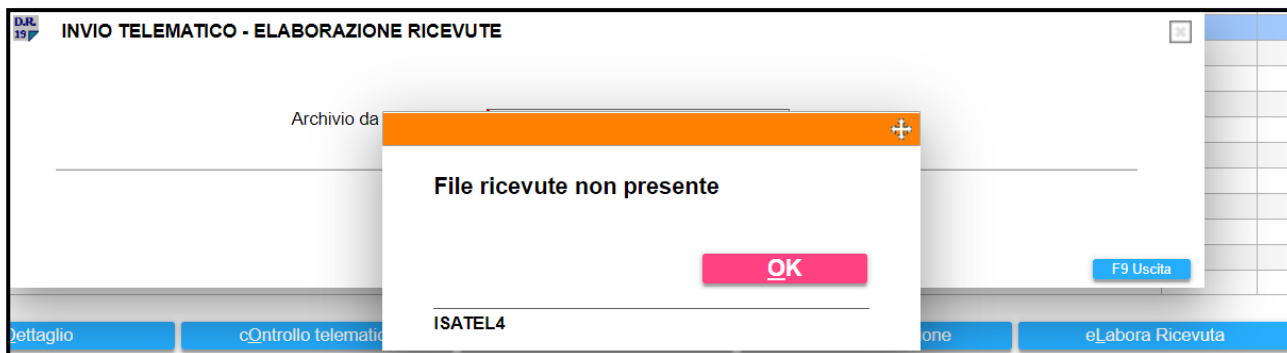 D.R.
19
INVIO TELEMATICO - ELABORAZIONE RICEVUTE
Archivio da
File ricevute non presente
OK
F9 Uscita
ISATEL4
Dettaglio
cOntrollo telematic
one
eLabora Ricevuta